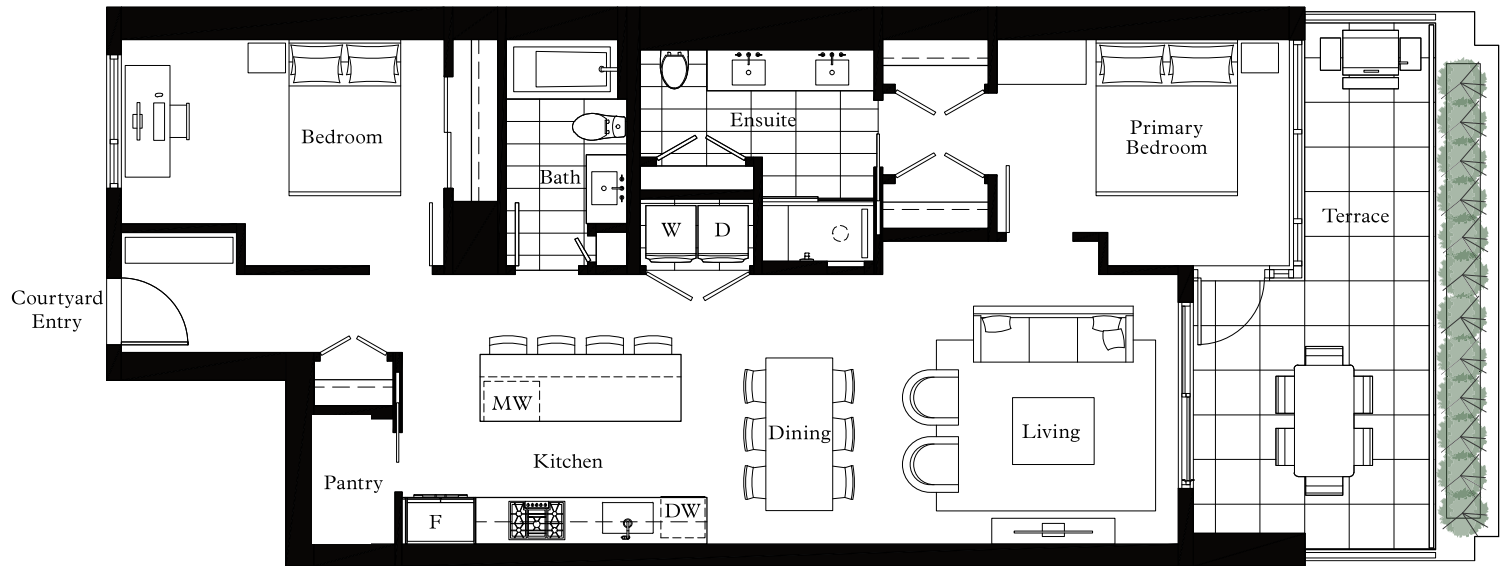 Bedroom
Bath
Ensuite
W
D
Primary
Bedroom
Terrace
Courtyard
Entry
MW
Dining
Living
Kitchen
Pantry
F
DW